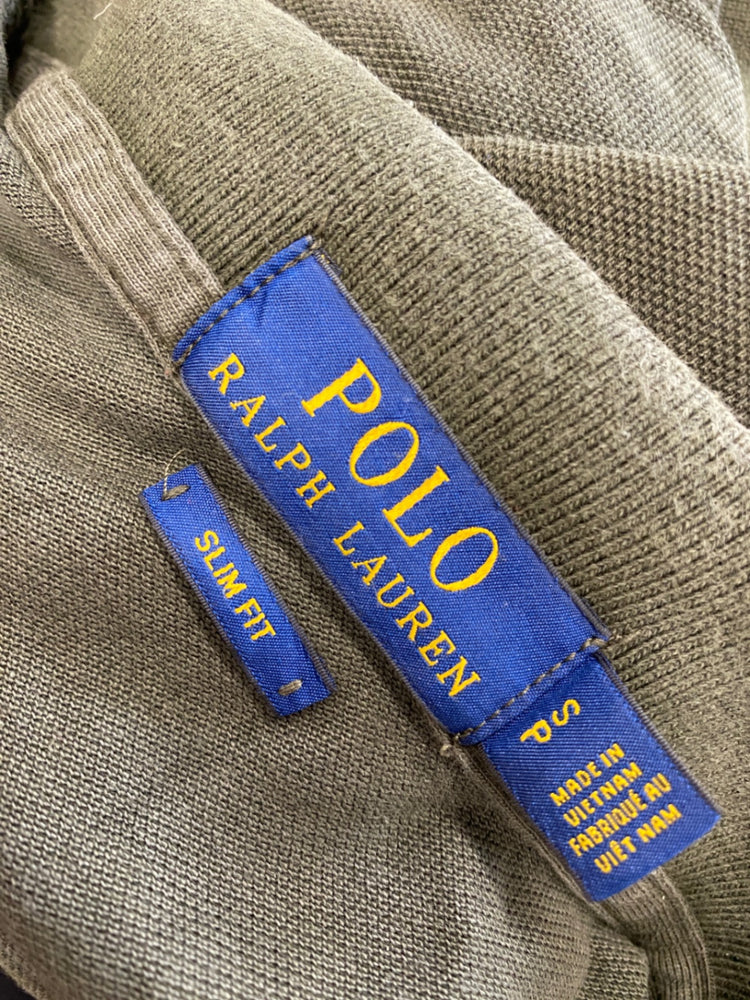 POLO
RALPH LAUREN
SLIM FIT
S
P
MADE IN
VIETNAM
FABRIQUÉ AU
VIÊT NAM